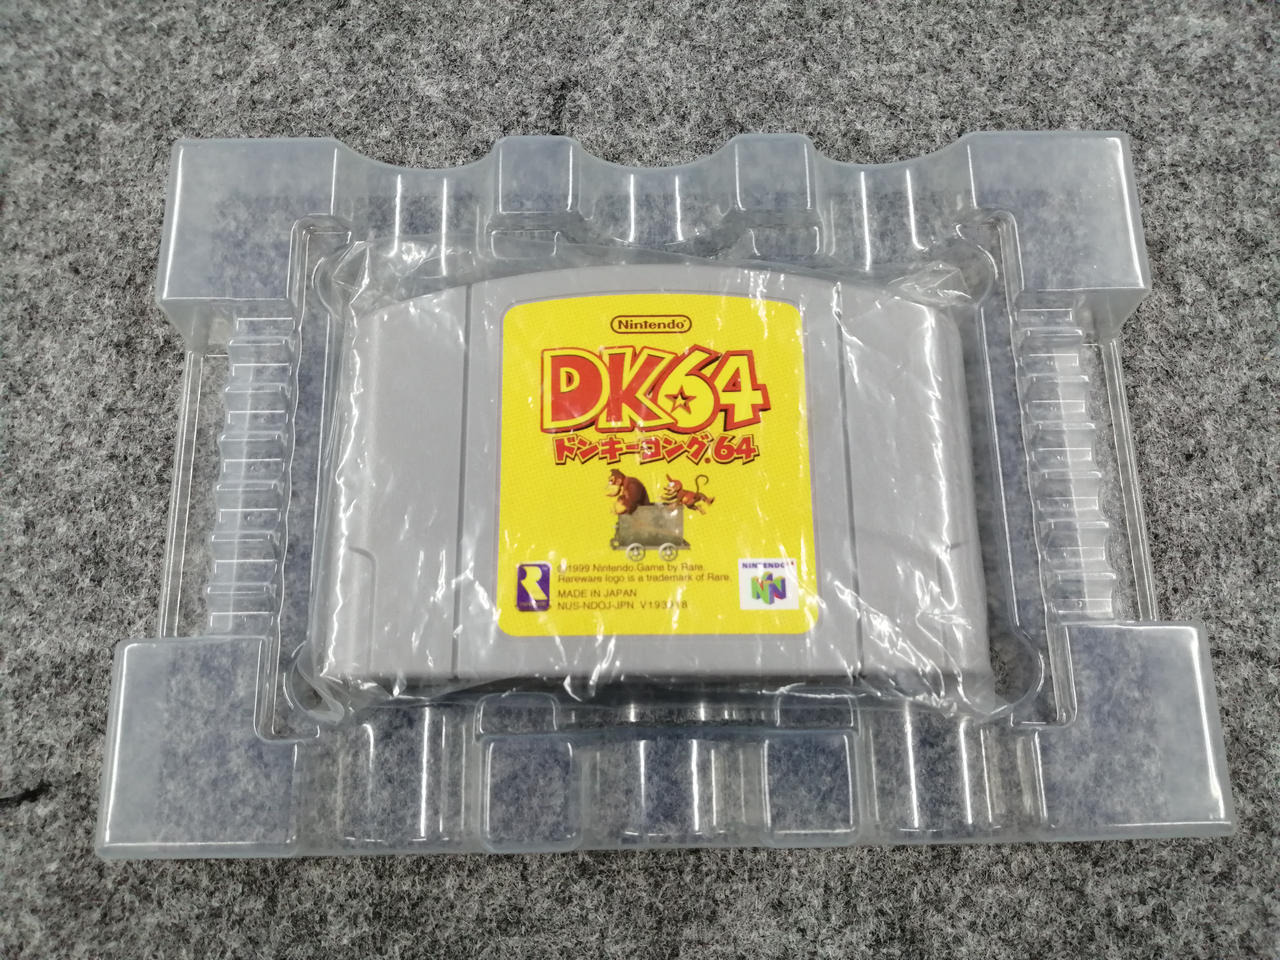 Nintendo
DK64
ドンキーコング64
©1999 Nintendo. Game by Rare.
Rareware logo is a trademark of Rare.
MADE IN JAPAN
NUS-NDOJ-JPN
NINTENDO64